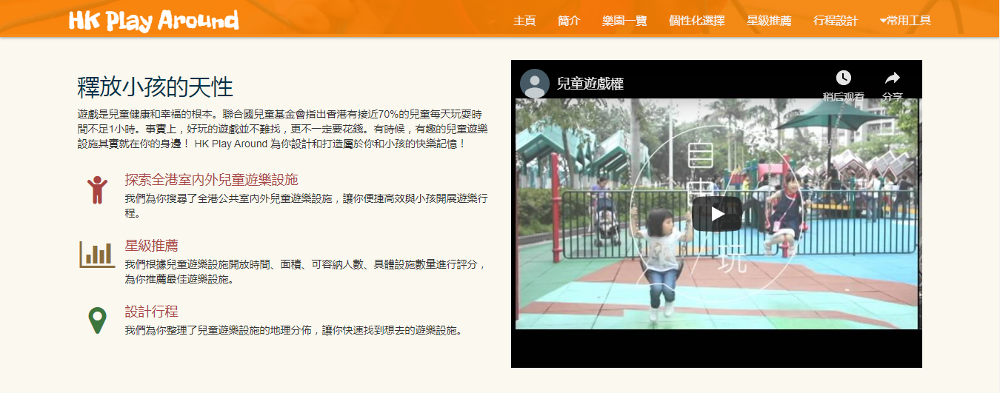 HK Play Around
主頁 簡介 樂園一覽 個性化選擇 星級推薦 行程設計 常用工具
釋放小孩的天性
遊戲是兒童健康和幸福的根本。聯合國兒童基金會指出香港有接近70%的兒童每天玩耍時
間不足1小時。事實上，好玩的遊戲並不難找，更不一定要花錢。有時候，有趣的兒童遊樂
設施其實就在你的身邊！ HK Play Around 為你設計和打造屬於你和小孩的快樂記憶！
探索全港室內外兒童遊樂設施
我們為你搜尋了全港公共室內外兒童遊樂設施，讓你便捷高效與小孩開展遊樂行
程。
星級推薦
我們根據兒童遊樂設施開放時間、面積、可容納人數、具體設施數量進行評分，
為你推薦最佳遊樂設施。
設計行程
我們為你整理了兒童遊樂設施的地理分佈，讓你快速找到想去的遊樂設施。
兒童遊戲權
稍后观看 分享
自
由
玩